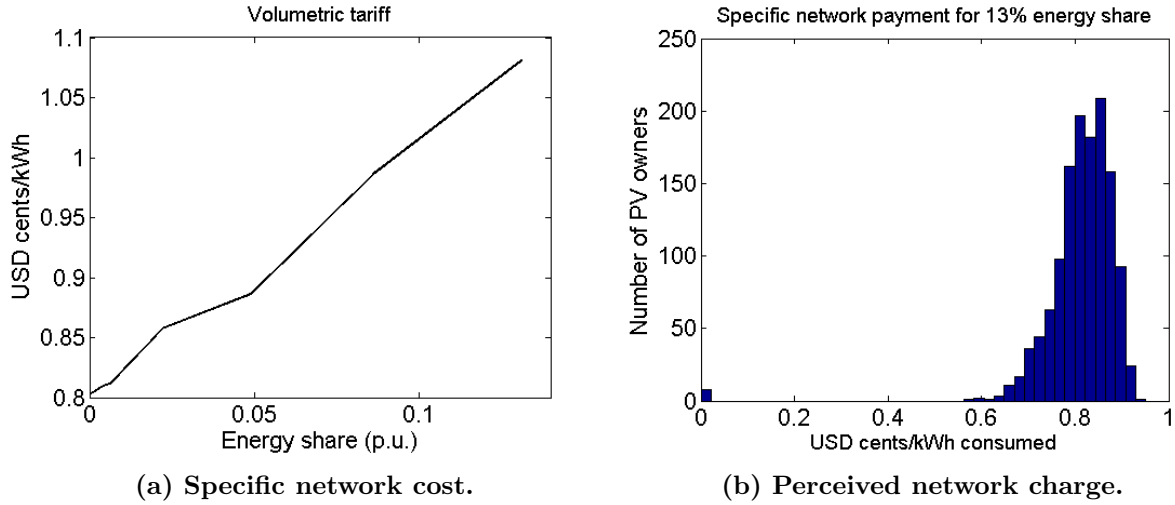 Volumetric tariff
1.1
1.05
1
0.95
0.9
0.85
0.8
USD cents/kWh
0
0.05
0.1
Energy share (p.u.)
(a) Specific network cost.
Specific network payment for 13% energy share
250
200
150
100
50
0
Number of PV owners
0
0.2
0.4
0.6
0.8
1
USD cents/kWh consumed
(b) Perceived network charge.